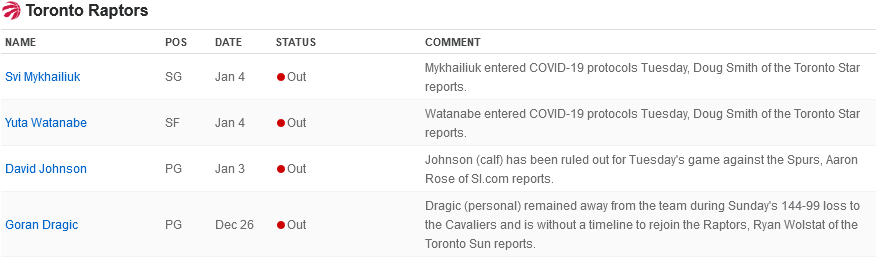 Toronto Raptors
NAME POS DATE STATUS COMMENT
Svi Mykhailiuk SG Jan 4 Out Mykhailiuk entered COVID-19 protocols Tuesday, Doug Smith of the Toronto Star
reports.
Yuta Watanabe SF Jan 4 Out Watanabe entered COVID-19 protocols Tuesday, Doug Smith of the Toronto Star
reports.
David Johnson PG Jan 3 Out Johnson (calf) has been ruled out for Tuesday's game against the Spurs, Aaron
Rose of SI.com reports.
Goran Dragic PG Dec 26 Out Dragic (personal) remained away from the team during Sunday's 144-99 loss to
the Cavaliers and is without a timeline to rejoin the Raptors, Ryan Wolstat of the
Toronto Sun reports.